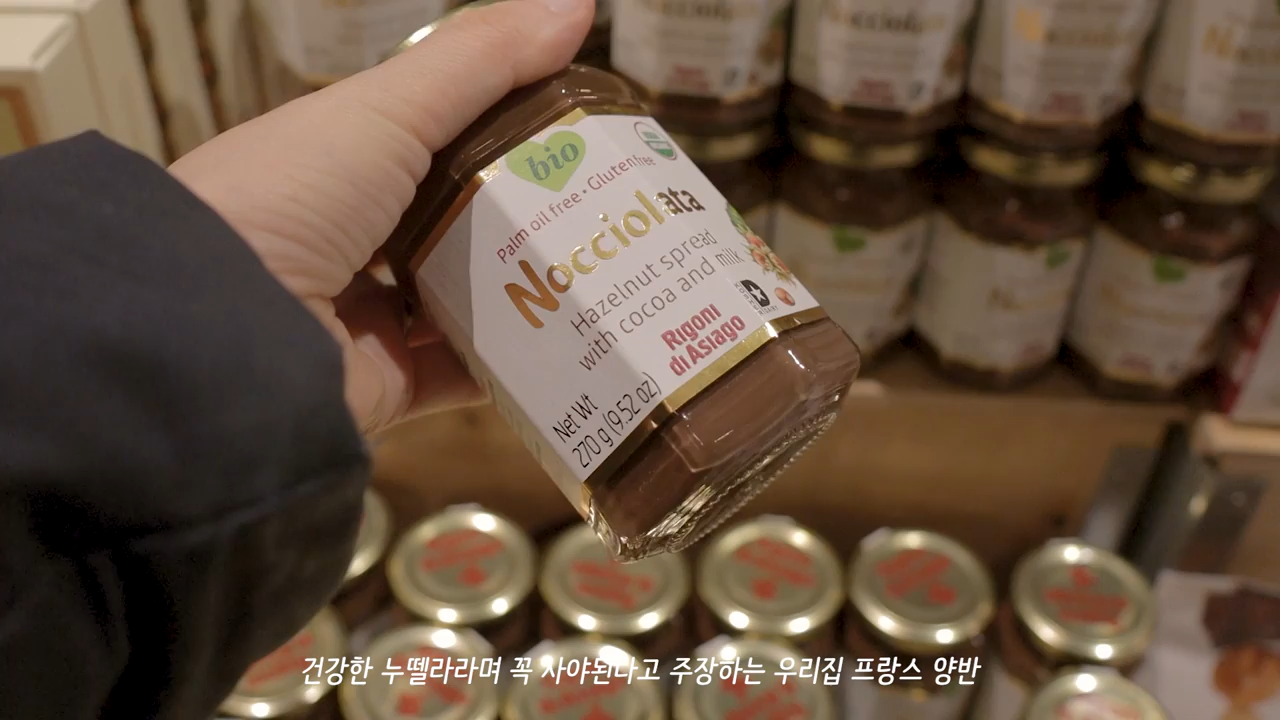 bio
Palm oil free • Gluten free
Nocciolata
Hazelnut spread
with cocoa and milk
Rigoni
di Asiago
Net Wt
270 g (9.52 oz)
건강한 누뗄라라며 꼭 사야된다고 주장하는 우리집 프랑스 양반